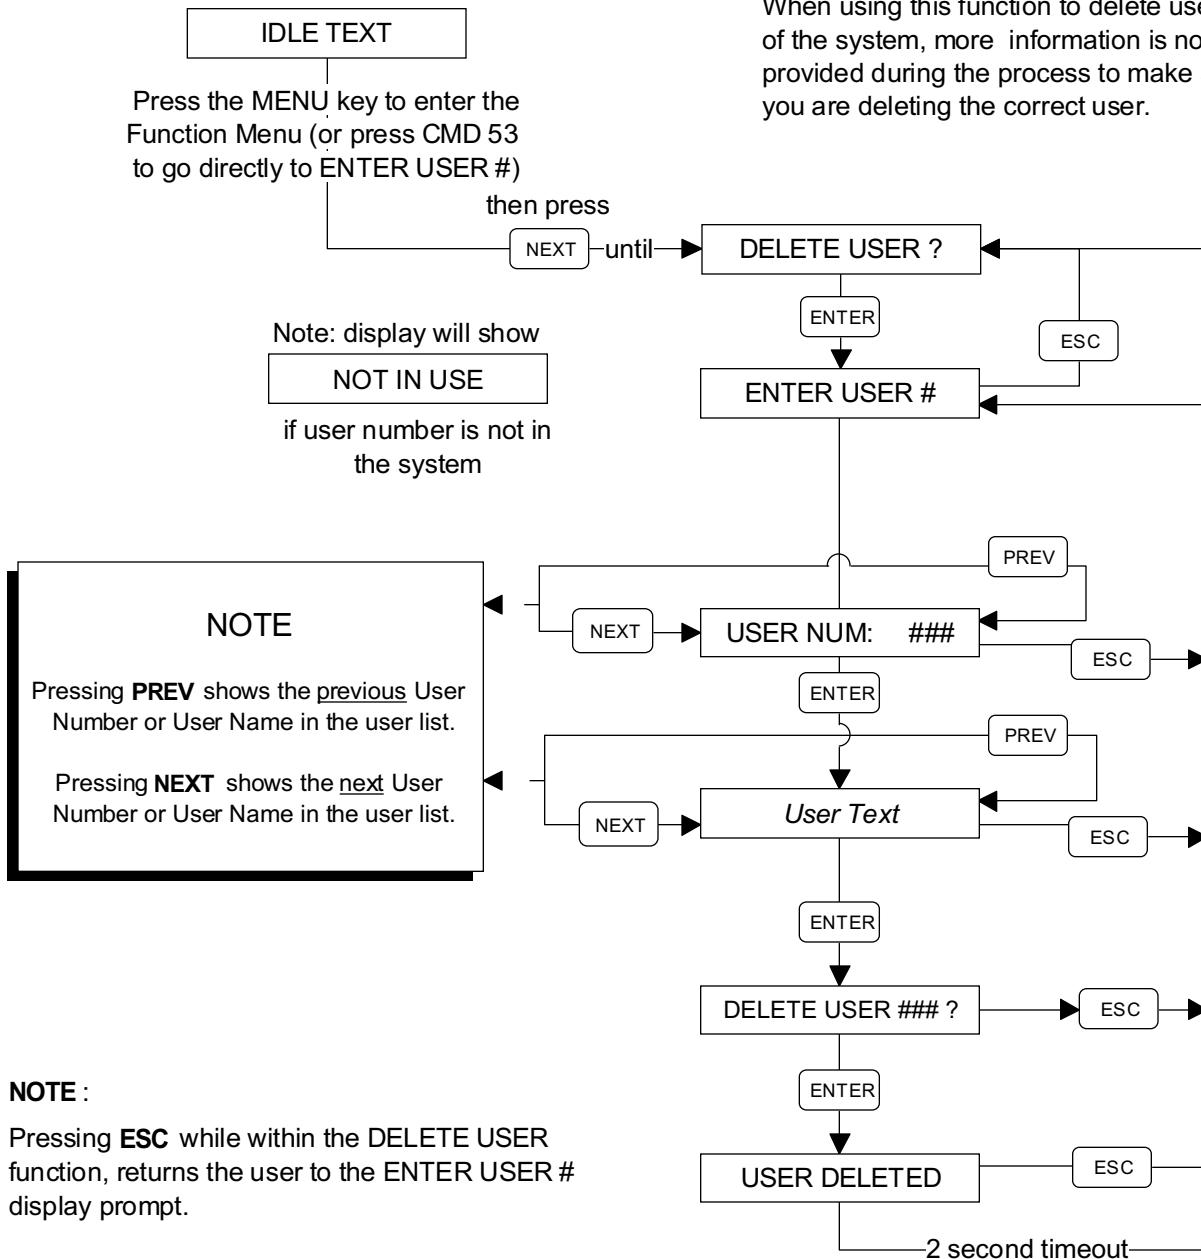 When using this function to delete
of the system, more information is
provided during the process to make
you are deleting the correct user.
IDLE TEXT
Press the MENU key to enter the
Function Menu (or press CMD 53
to go directly to ENTER USER #)
then press
NEXT
until
DELETE USER ?
ENTER
ESC
Note: display will show
NOT IN USE
if user number is not in
the system
ENTER USER #
PREV
NEXT
USER NUM: ###
ESC
ENTER
NOTE
Pressing PREV shows the previous User
Number or User Name in the user list.
Pressing NEXT shows the next User
Number or User Name in the user list.
PREV
NEXT
User Text
ESC
ENTER
DELETE USER ### ?
ESC
ENTER
NOTE :
Pressing ESC while within the DELETE USER
function, returns the user to the ENTER USER #
display prompt.
USER DELETED
ESC
2 second timeout